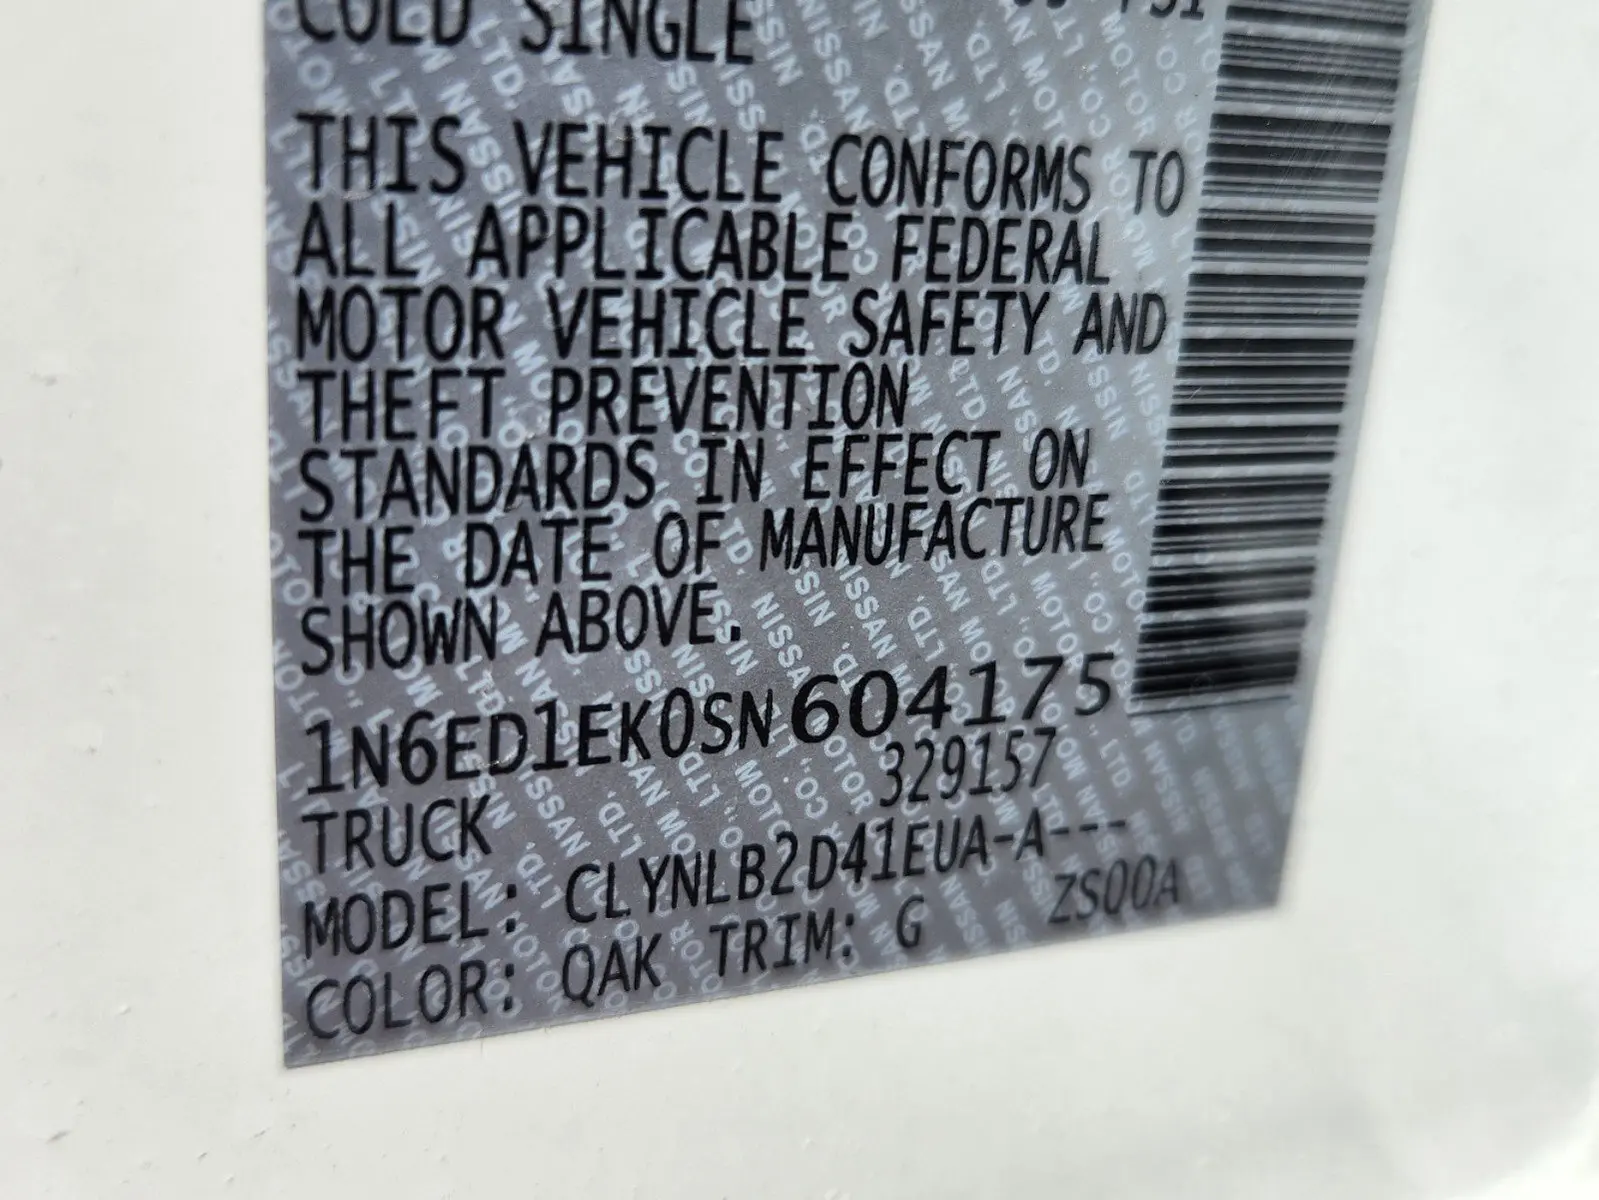 COLD SINGLE PSI
THIS VEHICLE CONFORMS TO
ALL APPLICABLE FEDERAL
MOTOR VEHICLE SAFETY AND
THEFT PREVENTION
STANDARDS IN EFFECT ON
THE DATE OF MANUFACTURE
SHOWN ABOVE.
1N6ED1EK0SN604175
329157
TRUCK
MODEL: CLYNLB2D41EUA-A---
COLOR: QAK TRIM: G ZS00A